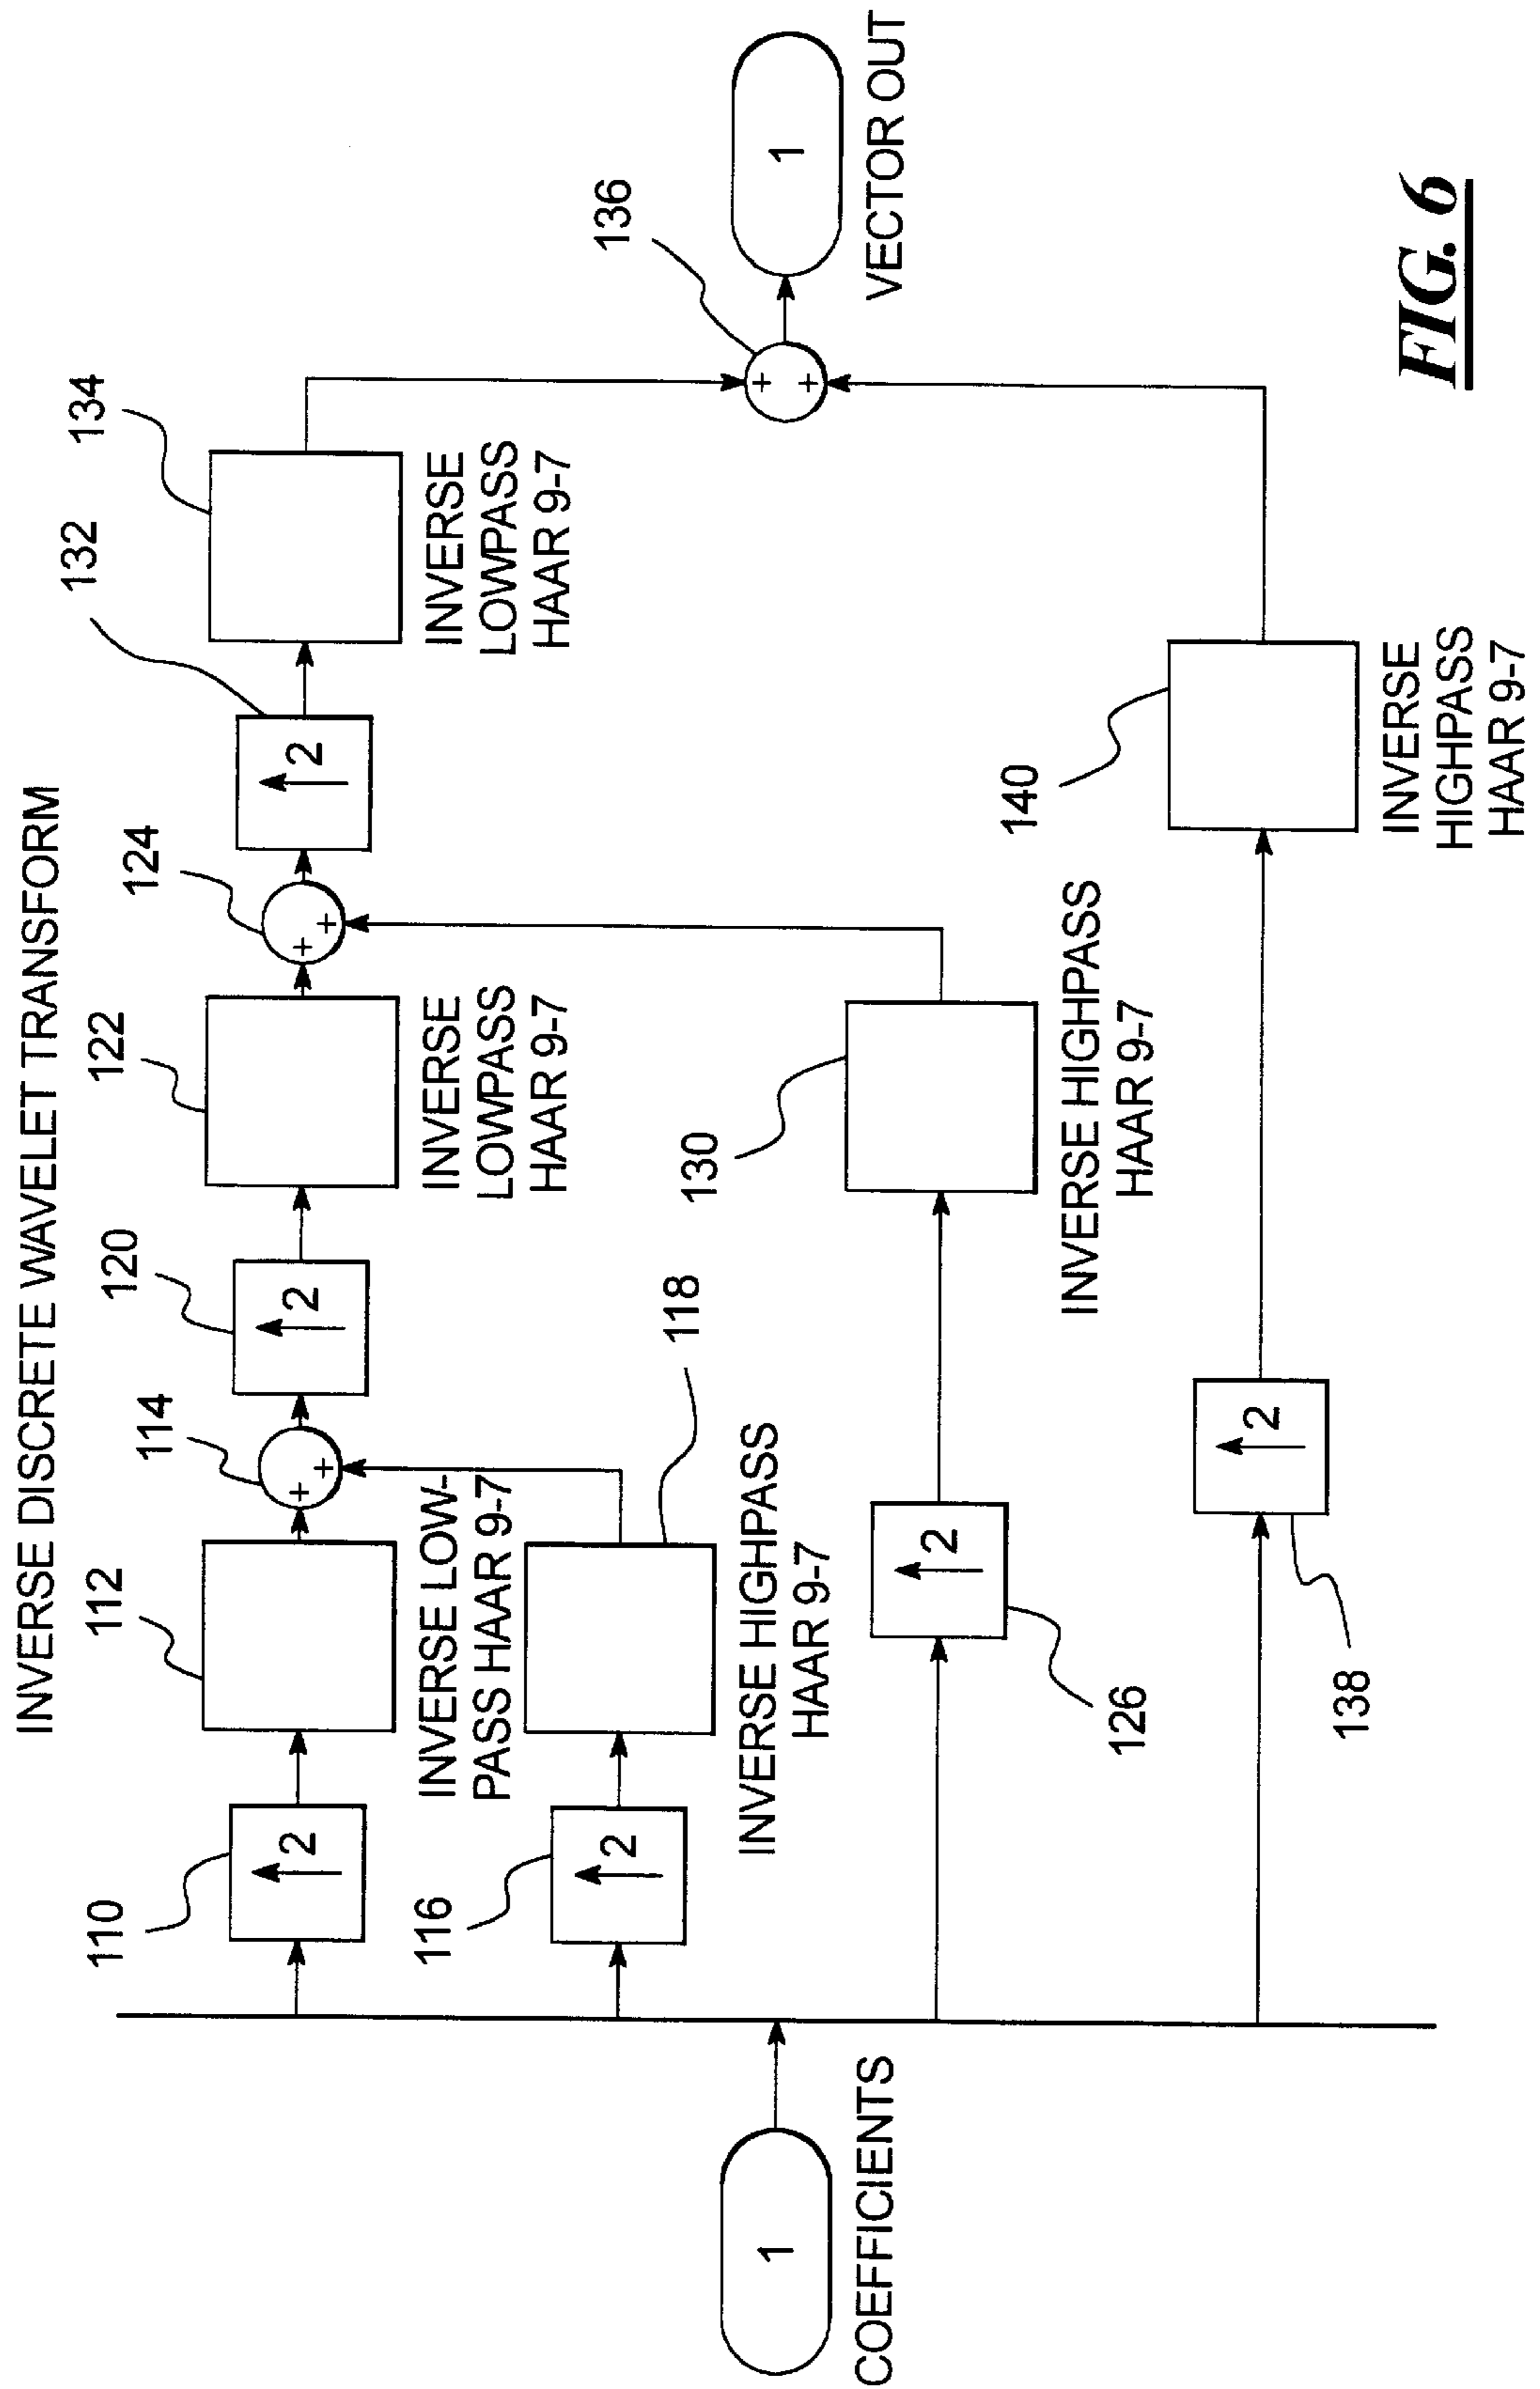 INVERSE DISCRETE WAVELET TRANSFORM
110
↑2
112
INVERSE LOW-
PASS HAAR 9-7
114
+
+
120
↑2
122
INVERSE
LOWPASS
HAAR 9-7
124
+
+
132
↑2
134
INVERSE
LOWPASS
HAAR 9-7
116
↑2
118
INVERSE HIGHPASS
HAAR 9-7
1
COEFFICIENTS
126
↑2
130
INVERSE HIGHPASS
HAAR 9-7
136
+
+
1
VECTOR OUT
138
↑2
140
INVERSE
HIGHPASS
HAAR 9-7
FIG. 6